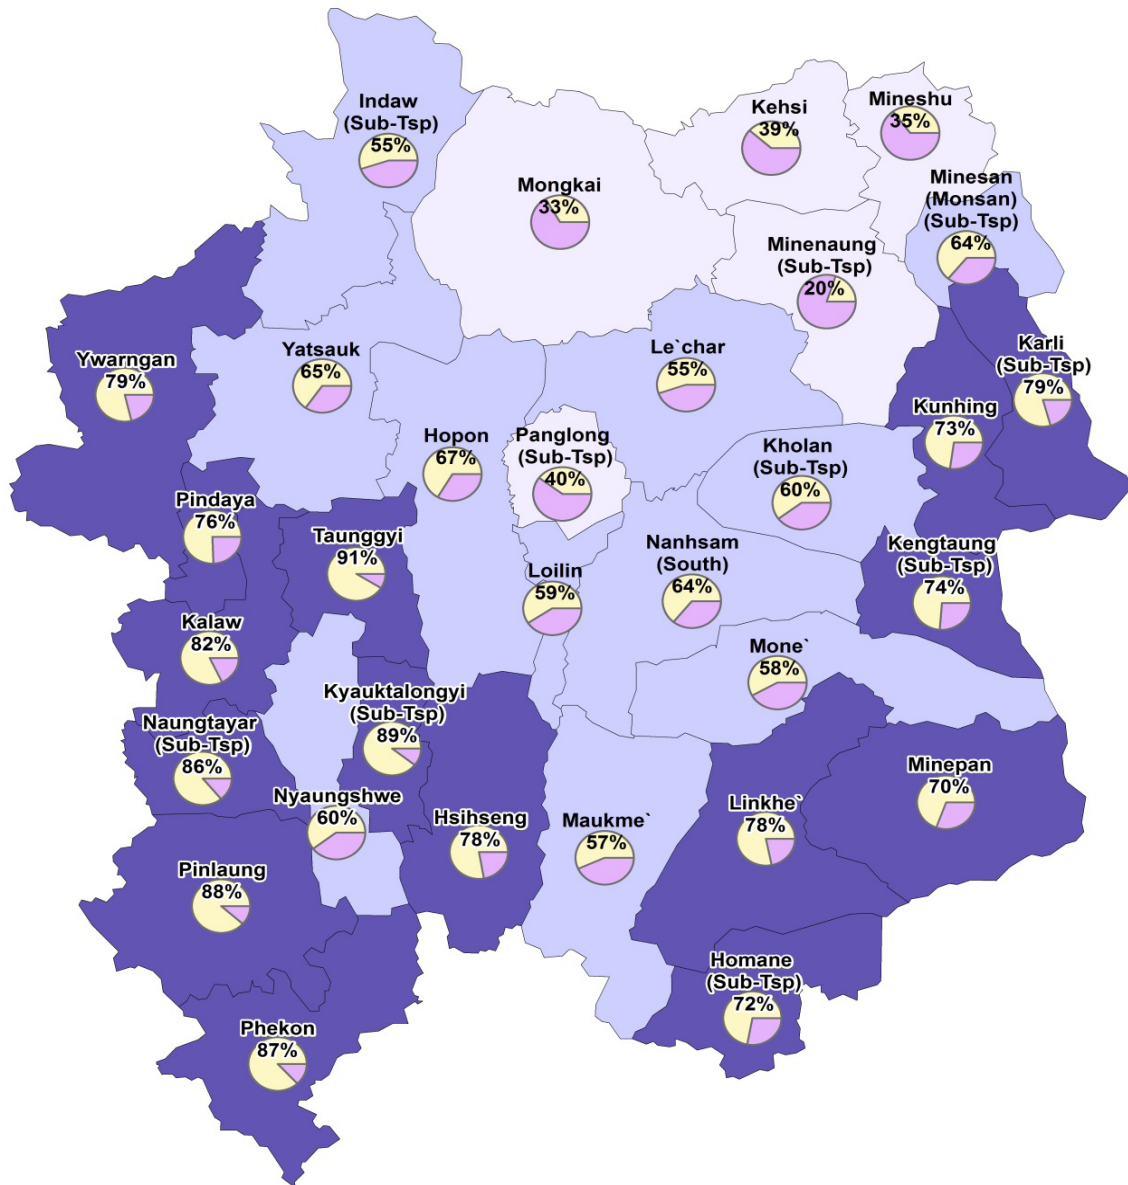 Indaw
(Sub-Tsp)
55%
Kehsi
39%
Mineshu
35%
Mongkai
33%
Minesan
(Monsan)
(Sub-Tsp)
64%
Minenaung
(Sub-Tsp)
20%
Ywarngan
79%
Yatsauk
65%
Le`char
55%
Karli
(Sub-Tsp)
79%
Kunhing
73%
Hopon
67%
Panglong
(Sub-Tsp)
40%
Kholan
(Sub-Tsp)
60%
Pindaya
76%
Taunggyi
91%
Loilin
59%
Nanhsam
(South)
64%
Kengtaung
(Sub-Tsp)
74%
Kalaw
82%
Mone`
58%
Kyauktalongyi
(Sub-Tsp)
89%
Naungtayar
(Sub-Tsp)
86%
Nyaungshwe
60%
Hsihseng
78%
Maukme`
57%
Linkhe`
78%
Minepan
70%
Pinlaung
88%
Homane
(Sub-Tsp)
72%
Phekon
87%